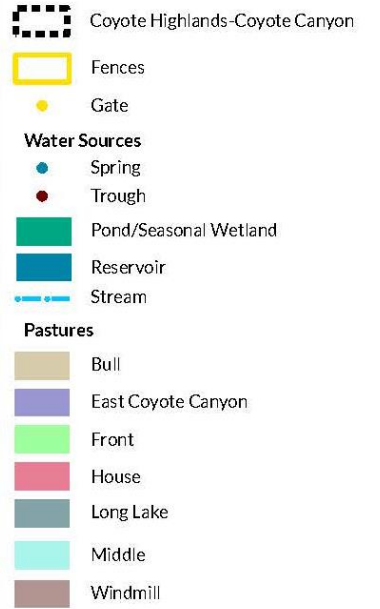 Coyote Highlands-Coyote Canyon
Fences
Gate
Water Sources
Spring
Trough
Pond/Seasonal Wetland
Reservoir
Stream
Pastures
Bull
East Coyote Canyon
Front
House
Long Lake
Middle
Windmill